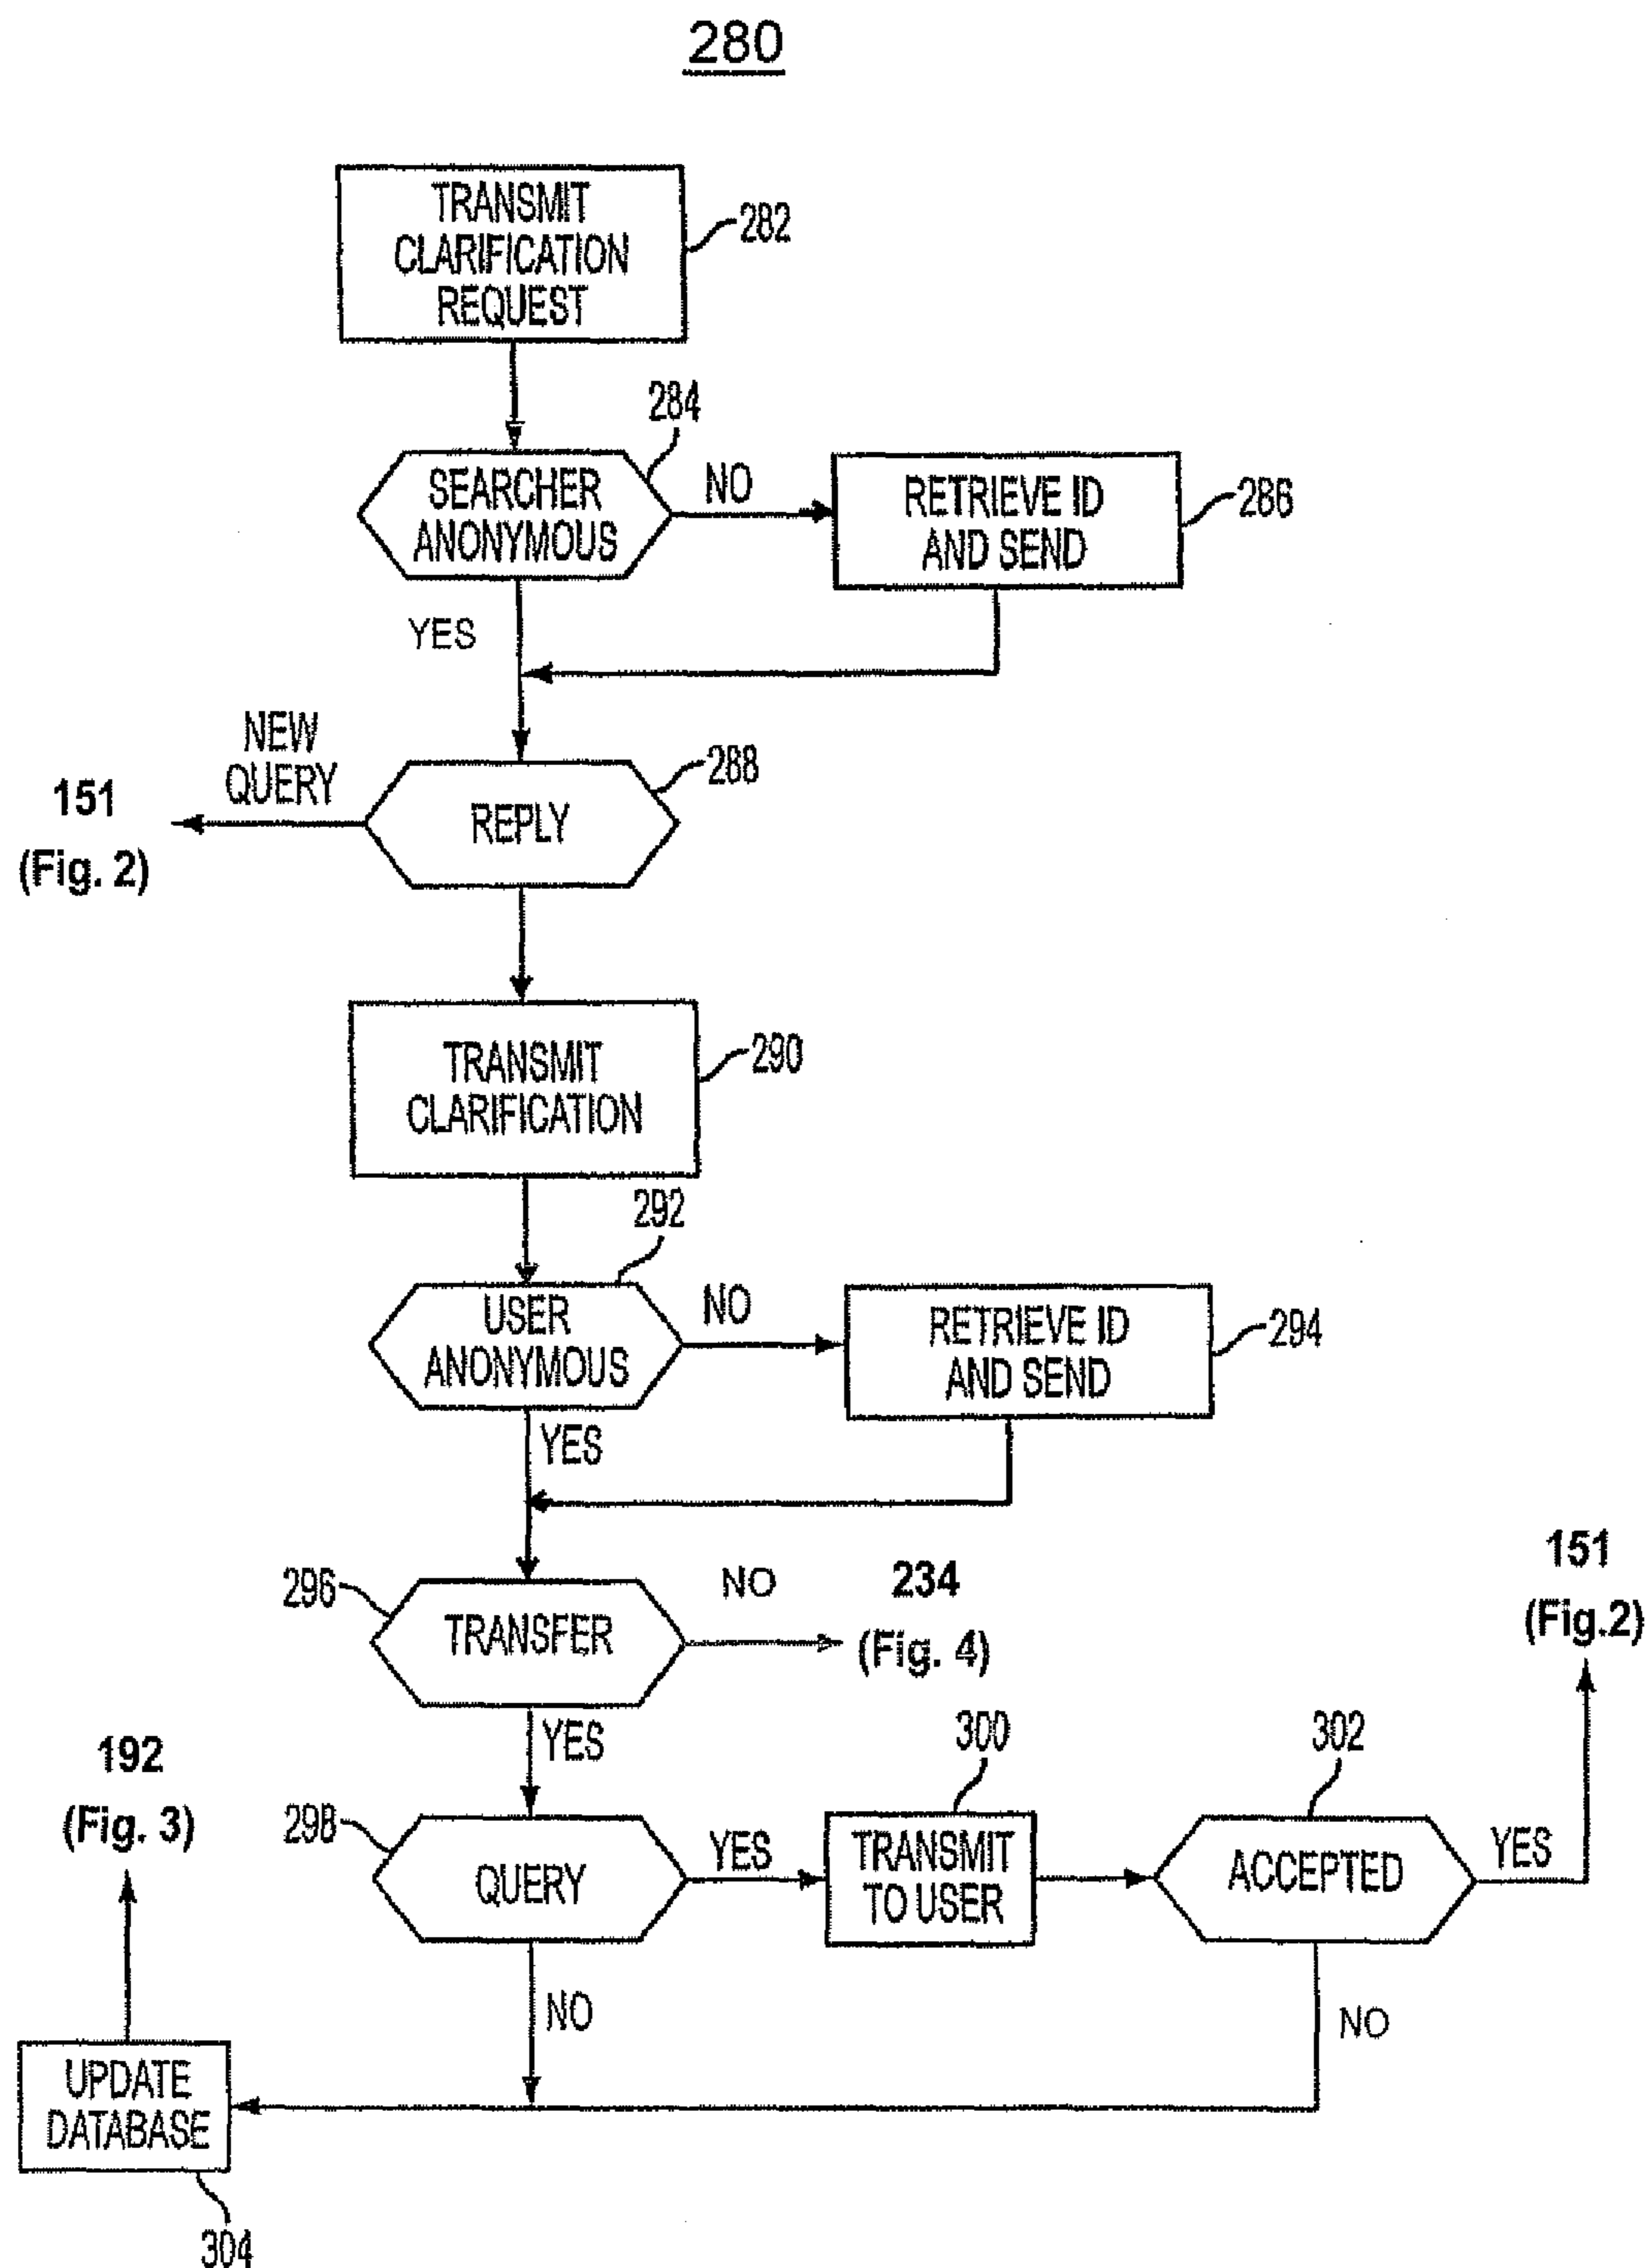 280
TRANSMIT
CLARIFICATION
REQUEST
282
284
SEARCHER
ANONYMOUS
NO
RETRIEVE ID
AND SEND
286
YES
NEW
QUERY
151
(Fig. 2)
REPLY
288
TRANSMIT
CLARIFICATION
290
292
USER
ANONYMOUS
NO
RETRIEVE ID
AND SEND
294
YES
296
TRANSFER
NO
234
(Fig. 4)
151
(Fig.2)
YES
192
(Fig. 3)
298
QUERY
YES
300
TRANSMIT
TO USER
302
ACCEPTED
YES
NO
NO
UPDATE
DATABASE
304